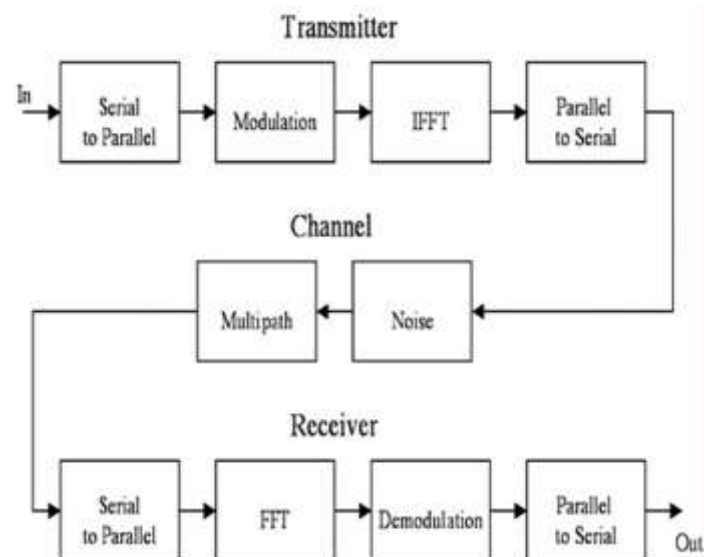 Transmitter
In
Serial
to Parallel
Modulation
IFFT
Parallel
to Serial
Channel
Multipath
Noise
Receiver
Serial
to Parallel
FFT
Demodulation
Parallel
to Serial
Out